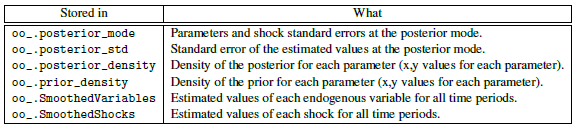 Stored in What
oo_.posterior_mode Parameters and shock standard errors at the posterior mode.
oo_.posterior_std Standard error of the estimated values at the posterior mode.
oo_.posterior_density Density of the posterior for each parameter (x,y values for each parameter).
oo_.prior_density Density of the prior for each parameter (x,y values for each parameter).
oo_.SmoothedVariables Estimated values of each endogenous variable for all time periods.
oo_.SmoothedShocks Estimated values of each shock for all time periods.